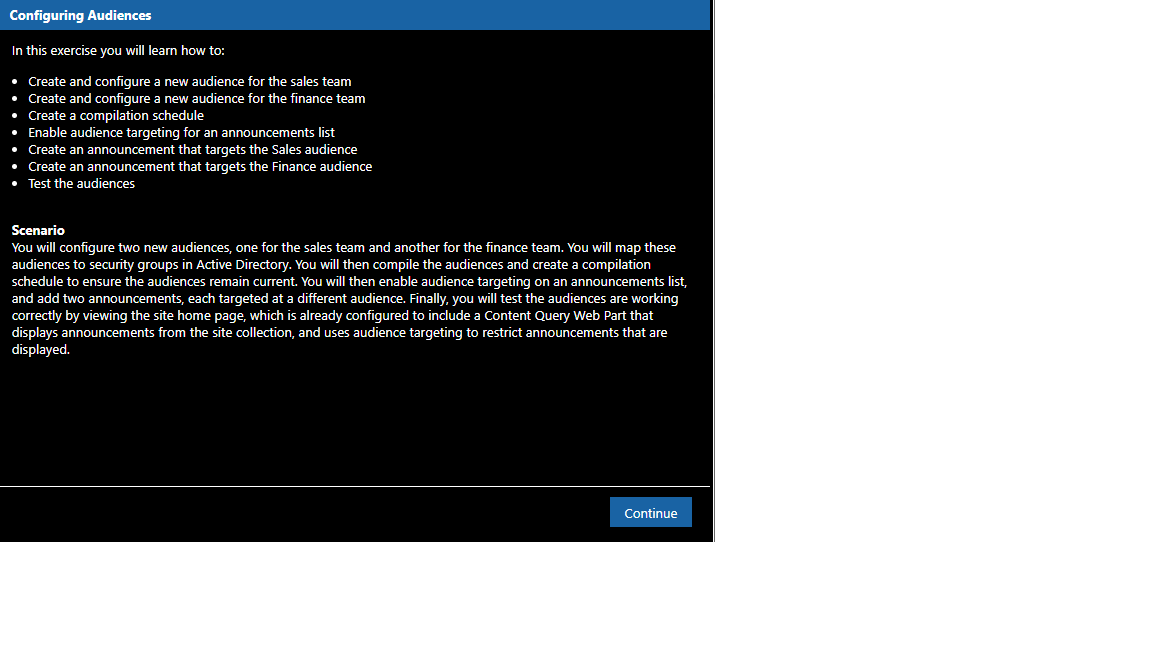 Configuring Audiences
In this exercise you will learn how to:
• Create and configure a new audience for the sales team
• Create and configure a new audience for the finance team
• Create a compilation schedule
• Enable audience targeting for an announcements list
• Create an announcement that targets the Sales audience
• Create an announcement that targets the Finance audience
• Test the audiences
Scenario
You will configure two new audiences, one for the sales team and another for the finance team. You will map these
audiences to security groups in Active Directory. You will then compile the audiences and create a compilation
schedule to ensure the audiences remain current. You will then enable audience targeting on an announcements list,
and add two announcements, each targeted at a different audience. Finally, you will test the audiences are working
correctly by viewing the site home page, which is already configured to include a Content Query Web Part that
displays announcements from the site collection, and uses audience targeting to restrict announcements that are
displayed.
Continue